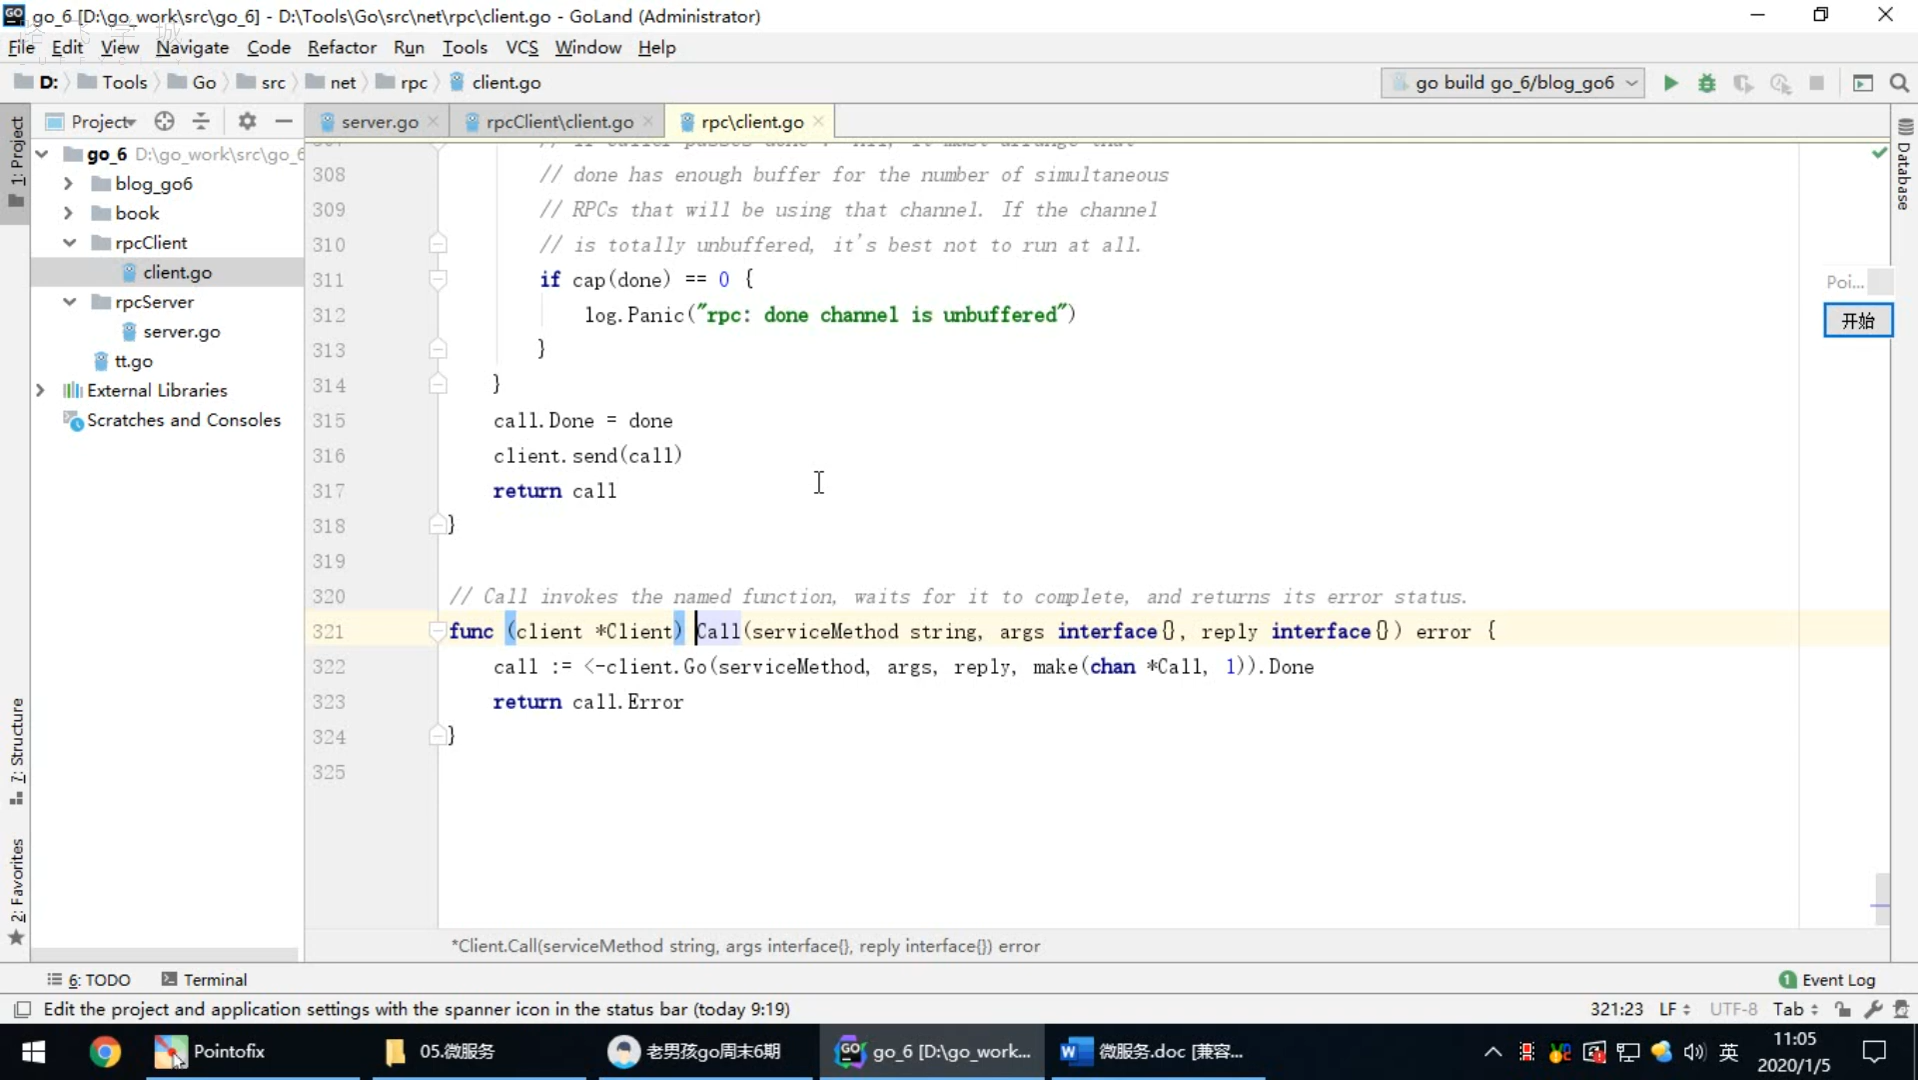 go_6 [D:\go_work\src\go_6] - D:\Tools\Go\src\net\rpc\client.go - GoLand (Administrator)
File Edit View Navigate Code Refactor Run Tools VCS Window Help
D: Tools Go src net rpc client.go
go build go_6/blog_go6
1: Project
Project
server.go
rpcClient\client.go
rpc\client.go
go_6 D:\go_work\src\go_6
blog_go6
book
rpcClient
client.go
rpcServer
server.go
tt.go
External Libraries
Scratches and Consoles
308 // done has enough buffer for the number of simultaneous
309 // RPCs that will be using that channel. If the channel
310 // is totally unbuffered, it's best not to run at all.
311 if cap(done) == 0 {
312 log.Panic("rpc: done channel is unbuffered")
313 }
314 }
315 call.Done = done
316 client.send(call)
317 return call
318 }
319
320 // Call invokes the named function, waits for it to complete, and returns its error status.
321 func (client *Client) Call(serviceMethod string, args interface{}, reply interface{}) error {
322 call := <-client.Go(serviceMethod, args, reply, make(chan *Call, 1)).Done
323 return call.Error
324 }
325
Database
Poi...
开始
7: Structure
2: Favorites
*Client.Call(serviceMethod string, args interface{}, reply interface{}) error
6: TODO Terminal
1 Event Log
Edit the project and application settings with the spanner icon in the status bar (today 9:19)
321:23 LF UTF-8 Tab
Pointofix
05.微服务
老男孩go周末6期
go_6 [D:\go_work...
微服务.doc [兼容...
英
11:05
2020/1/5